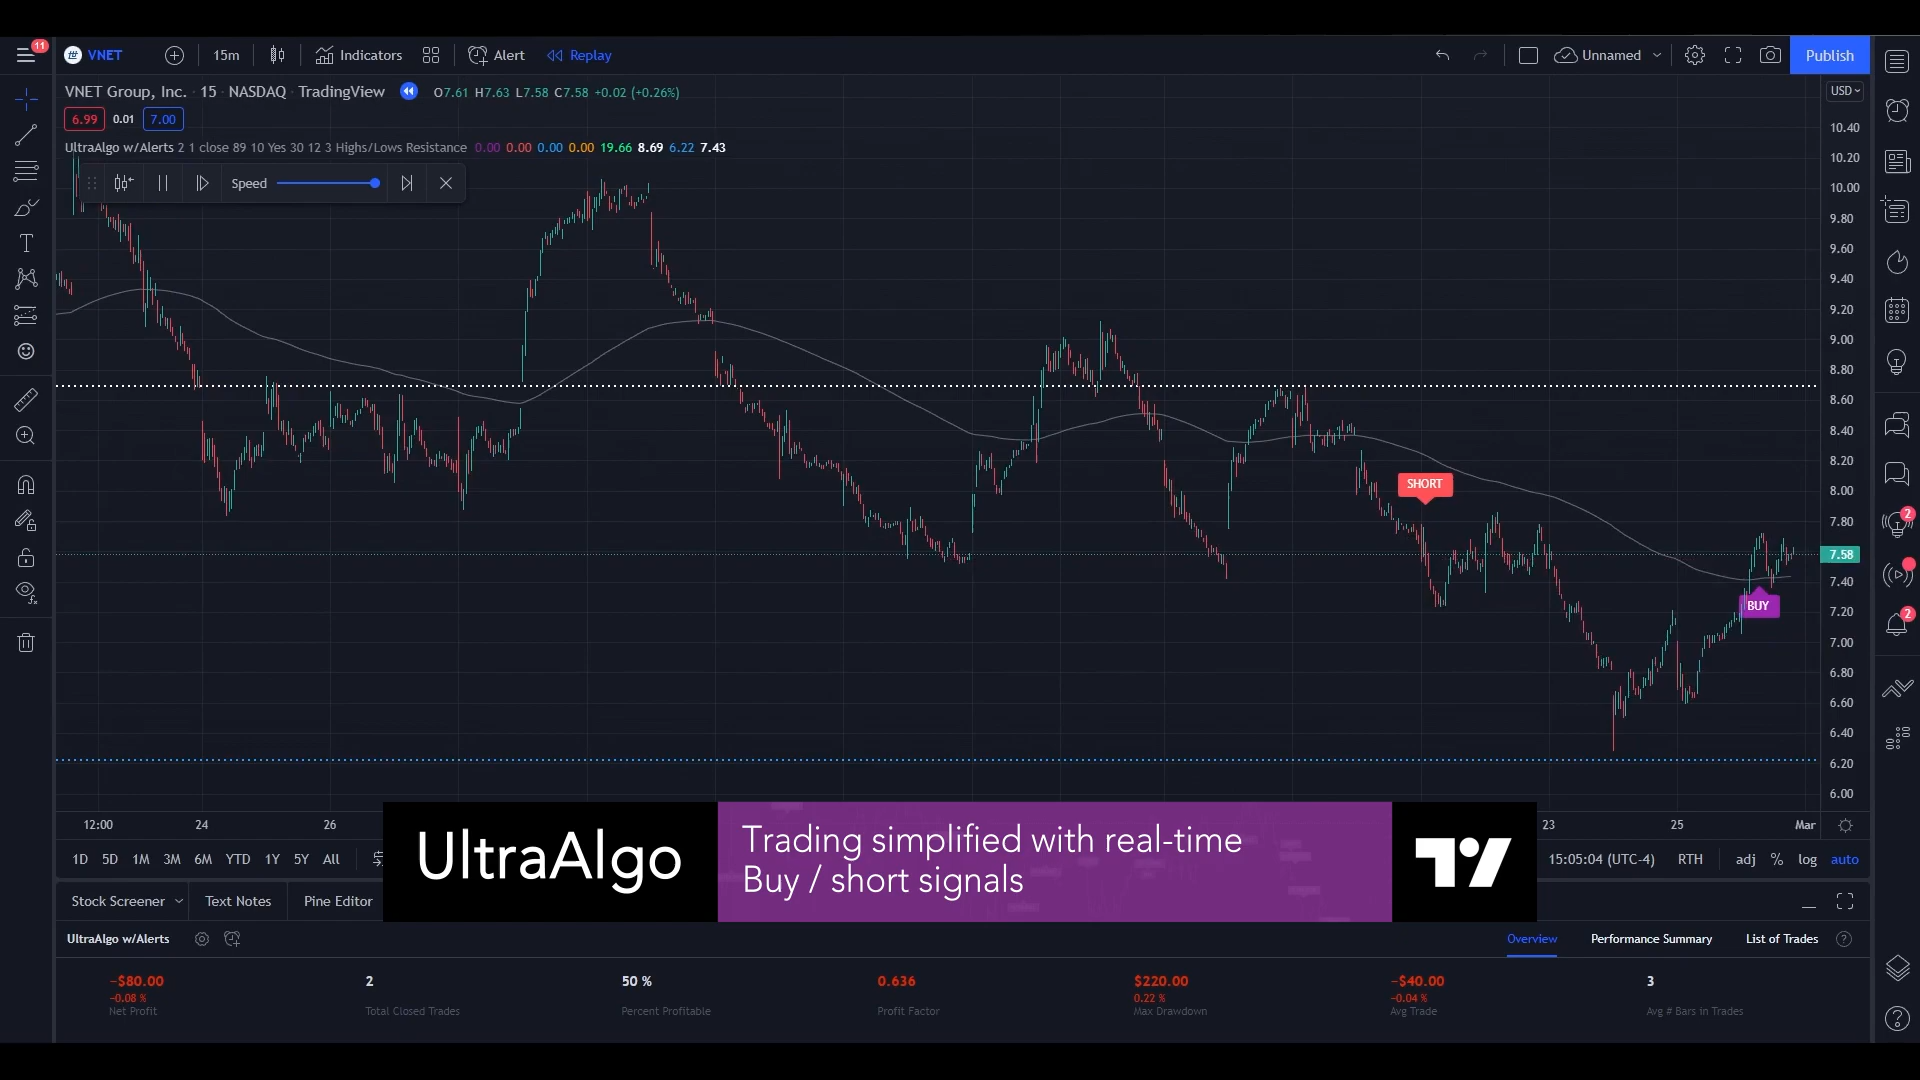 11
VNET
15m
Indicators
Alert
Replay
Unnamed
Publish
VNET Group, Inc. · 15 · NASDAQ · TradingView
O7.61 H7.63 L7.58 C7.58 +0.02 (+0.26%)
USD
6.99 0.01 7.00
UltraAlgo w/Alerts 2 1 close 89 10 Yes 30 12 3 Highs/Lows Resistance 0.00 0.00 0.00 0.00 19.66 8.69 6.22 7.43
Speed
10.40
10.20
10.00
9.80
9.60
9.40
9.20
9.00
8.80
8.60
8.40
8.20
8.00
7.80
7.58
7.40
7.20
7.00
6.80
6.60
6.40
6.20
6.00
SHORT
BUY
2
2
12:00 24 26 23 25 Mar
1D 5D 1M 3M 6M YTD 1Y 5Y All
15:05:04 (UTC-4) RTH adj % log auto
UltraAlgo
Trading simplified with real-time
Buy / short signals
Stock Screener Text Notes Pine Editor
UltraAlgo w/Alerts
Overview Performance Summary List of Trades
−$80.00 2 50 % 0.636 $220.00 −$40.00 3
−0.08 % 0.22 % −0.04 %
Net Profit Total Closed Trades Percent Profitable Profit Factor Max Drawdown Avg Trade Avg # Bars in Trades